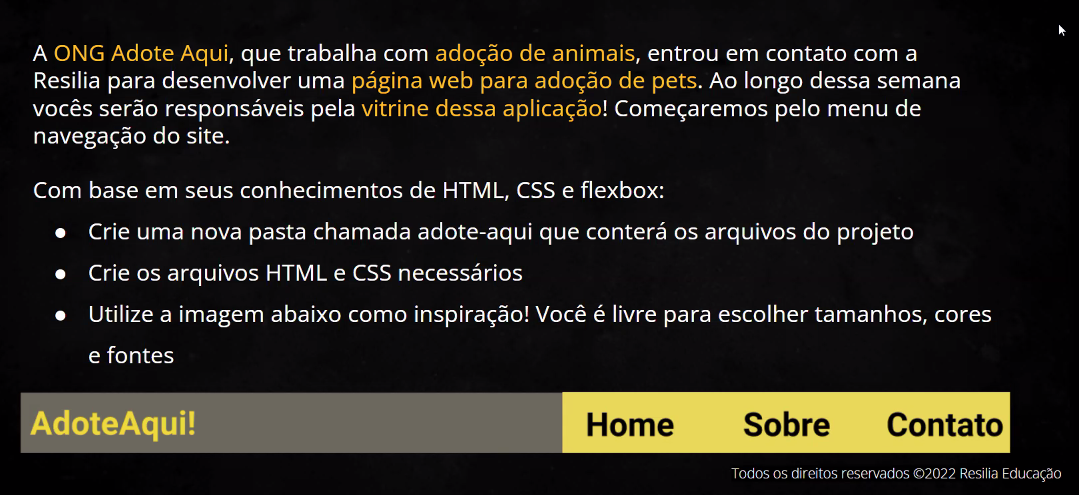 A ONG Adote Aqui, que trabalha com adoção de animais, entrou em contato com a
Resilia para desenvolver uma página web para adoção de pets. Ao longo dessa semana
vocês serão responsáveis pela vitrine dessa aplicação! Começaremos pelo menu de
navegação do site.
Com base em seus conhecimentos de HTML, CSS e flexbox:
● Crie uma nova pasta chamada adote-aqui que conterá os arquivos do projeto
● Crie os arquivos HTML e CSS necessários
● Utilize a imagem abaixo como inspiração! Você é livre para escolher tamanhos, cores
e fontes
AdoteAqui! Home Sobre Contato
Todos os direitos reservados ©2022 Resilia Educação